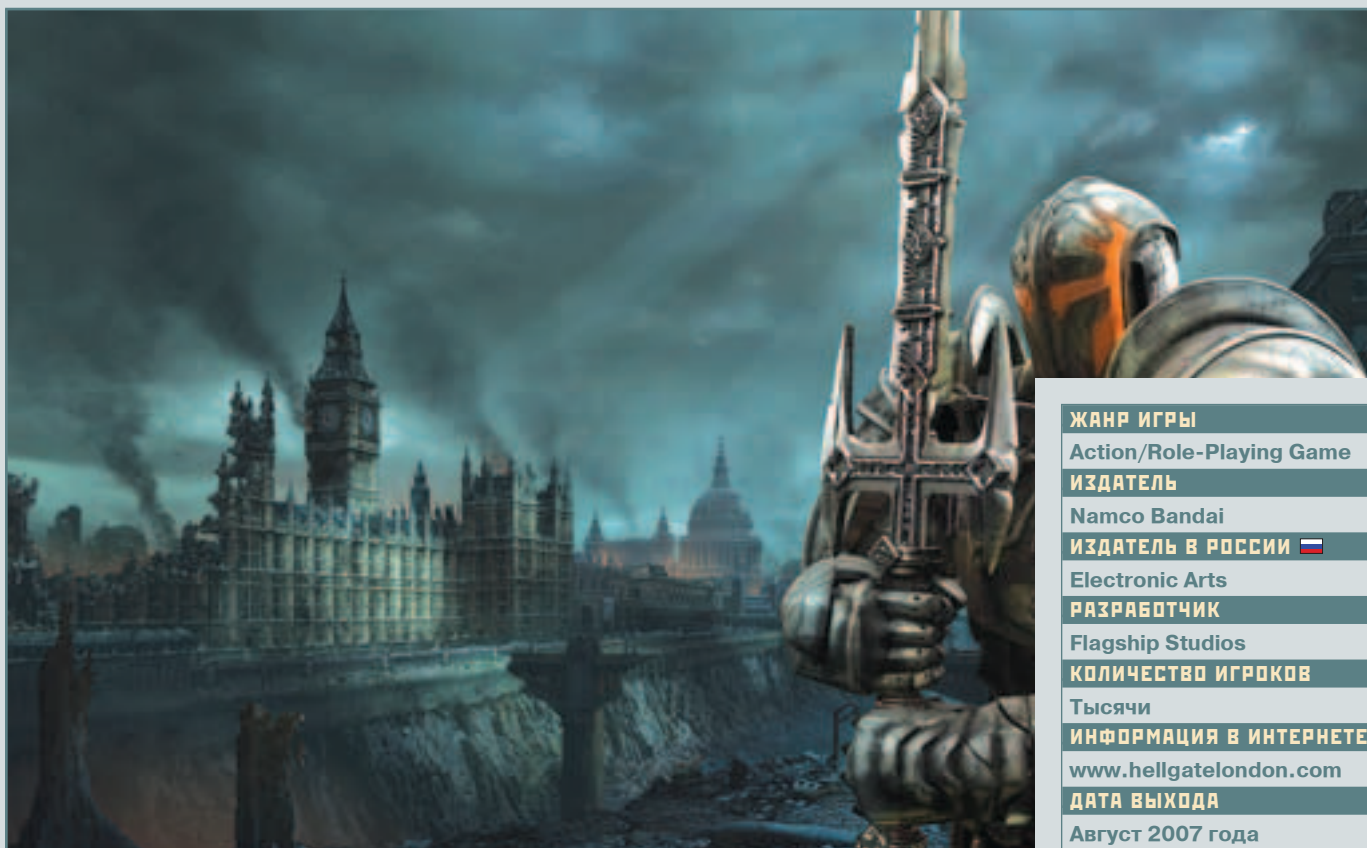 ЖАНР ИГРЫ
Action/Role-Playing Game
ИЗДАТЕЛЬ
Namco Bandai
ИЗДАТЕЛЬ В РОССИИ
Electronic Arts
РАЗРАБОТЧИК
Flagship Studios
КОЛИЧЕСТВО ИГРОКОВ
Тысячи
ИНФОРМАЦИЯ В ИНТЕРНЕТЕ
www.hellgatelondon.com
ДАТА ВЫХОДА
Август 2007 года